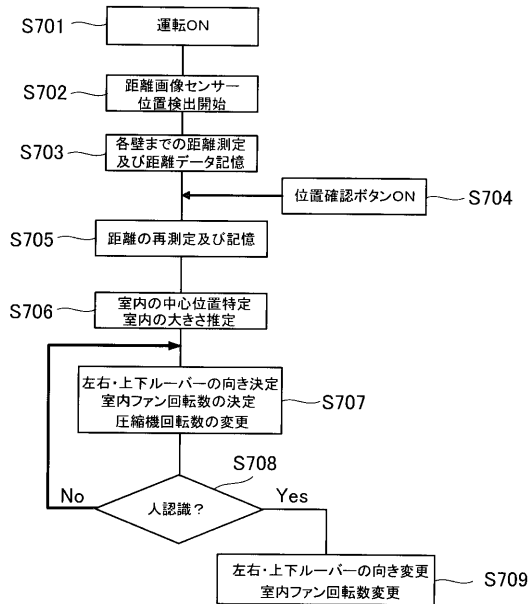 S701
運転ON
S702
距離画像センサー
位置検出開始
S703
各壁までの距離測定
及び距離データ記憶
位置確認ボタンON
S704
S705
距離の再測定及び記憶
S706
室内の中心位置特定
室内の大きさ推定
左右・上下ルーバーの向き決定
室内ファン回転数の決定
圧縮機回転数の変更
S707
S708
No
人認識？
Yes
左右・上下ルーバーの向き変更
室内ファン回転数変更
S709